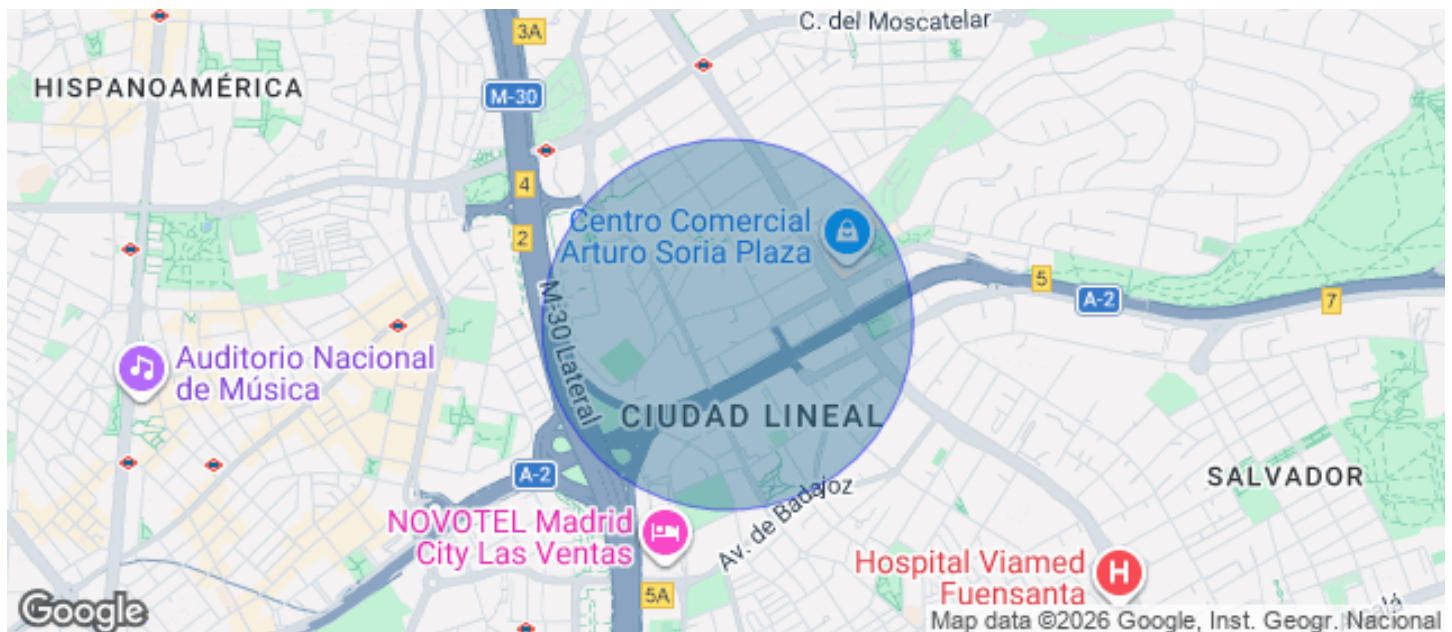 C. del Moscatelar
3A
HISPANOAMÉRICA
M-30
4
Centro Comercial
Arturo Soria Plaza
2
5
A-2
7
M-30 Lateral
Auditorio Nacional
de Música
CIUDAD LINEAL
A-2
SALVADOR
Av. de Badajoz
NOVOTEL Madrid
City Las Ventas
Hospital Viamed
Fuensanta
H
5A
Google
Map data ©2026 Google, Inst. Geogr. Nacional